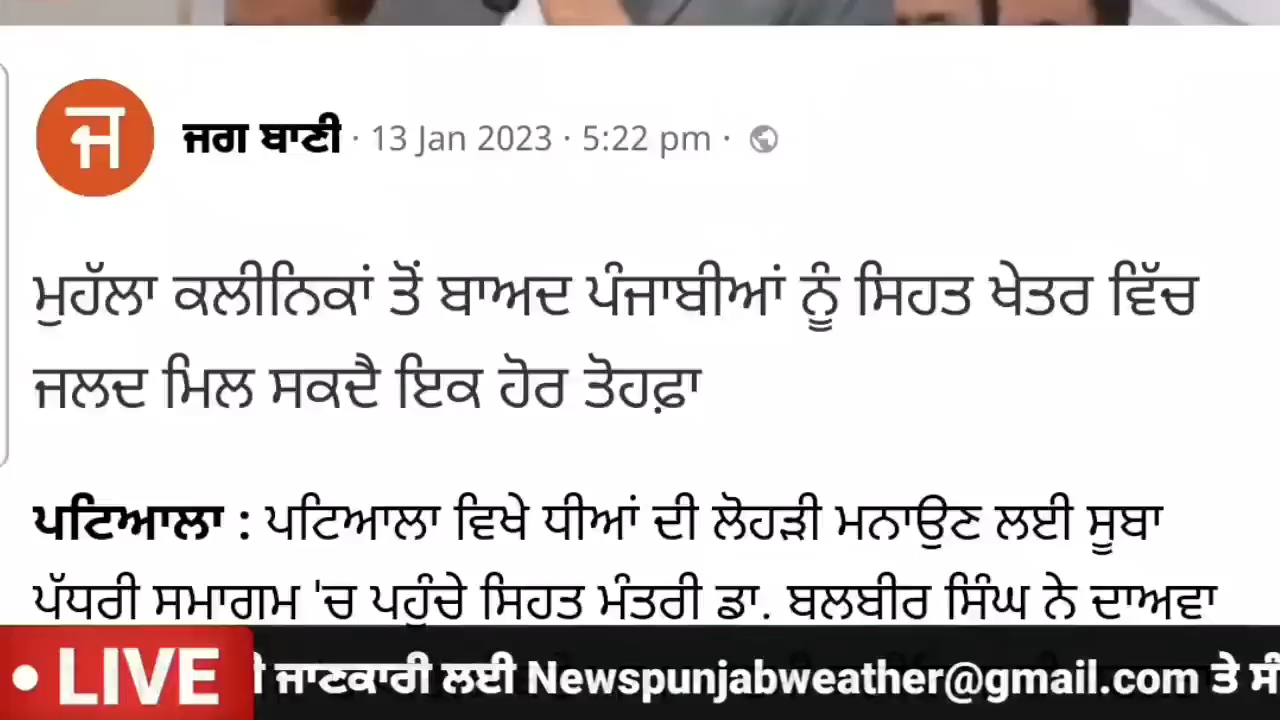 ਜ ਜਗ ਬਾਣੀ · 13 Jan 2023 · 5:22 pm ·
ਮੁਹੱਲਾ ਕਲੀਨਿਕਾਂ ਤੋਂ ਬਾਅਦ ਪੰਜਾਬੀਆਂ ਨੂੰ ਸਿਹਤ ਖੇਤਰ ਵਿੱਚ
ਜਲਦ ਮਿਲ ਸਕਦੈ ਇਕ ਹੋਰ ਤੋਹਫ਼ਾ
ਪਟਿਆਲਾ : ਪਟਿਆਲਾ ਵਿਖੇ ਧੀਆਂ ਦੀ ਲੋਹੜੀ ਮਨਾਉਣ ਲਈ ਸੂਬਾ
ਪੱਧਰੀ ਸਮਾਗਮ 'ਚ ਪਹੁੰਚੇ ਸਿਹਤ ਮੰਤਰੀ ਡਾ. ਬਲਬੀਰ ਸਿੰਘ ਨੇ ਦਾਅਵਾ
• LIVE ਜਾਣਕਾਰੀ ਲਈ Newspunjabweather@gmail.com ਤੇ